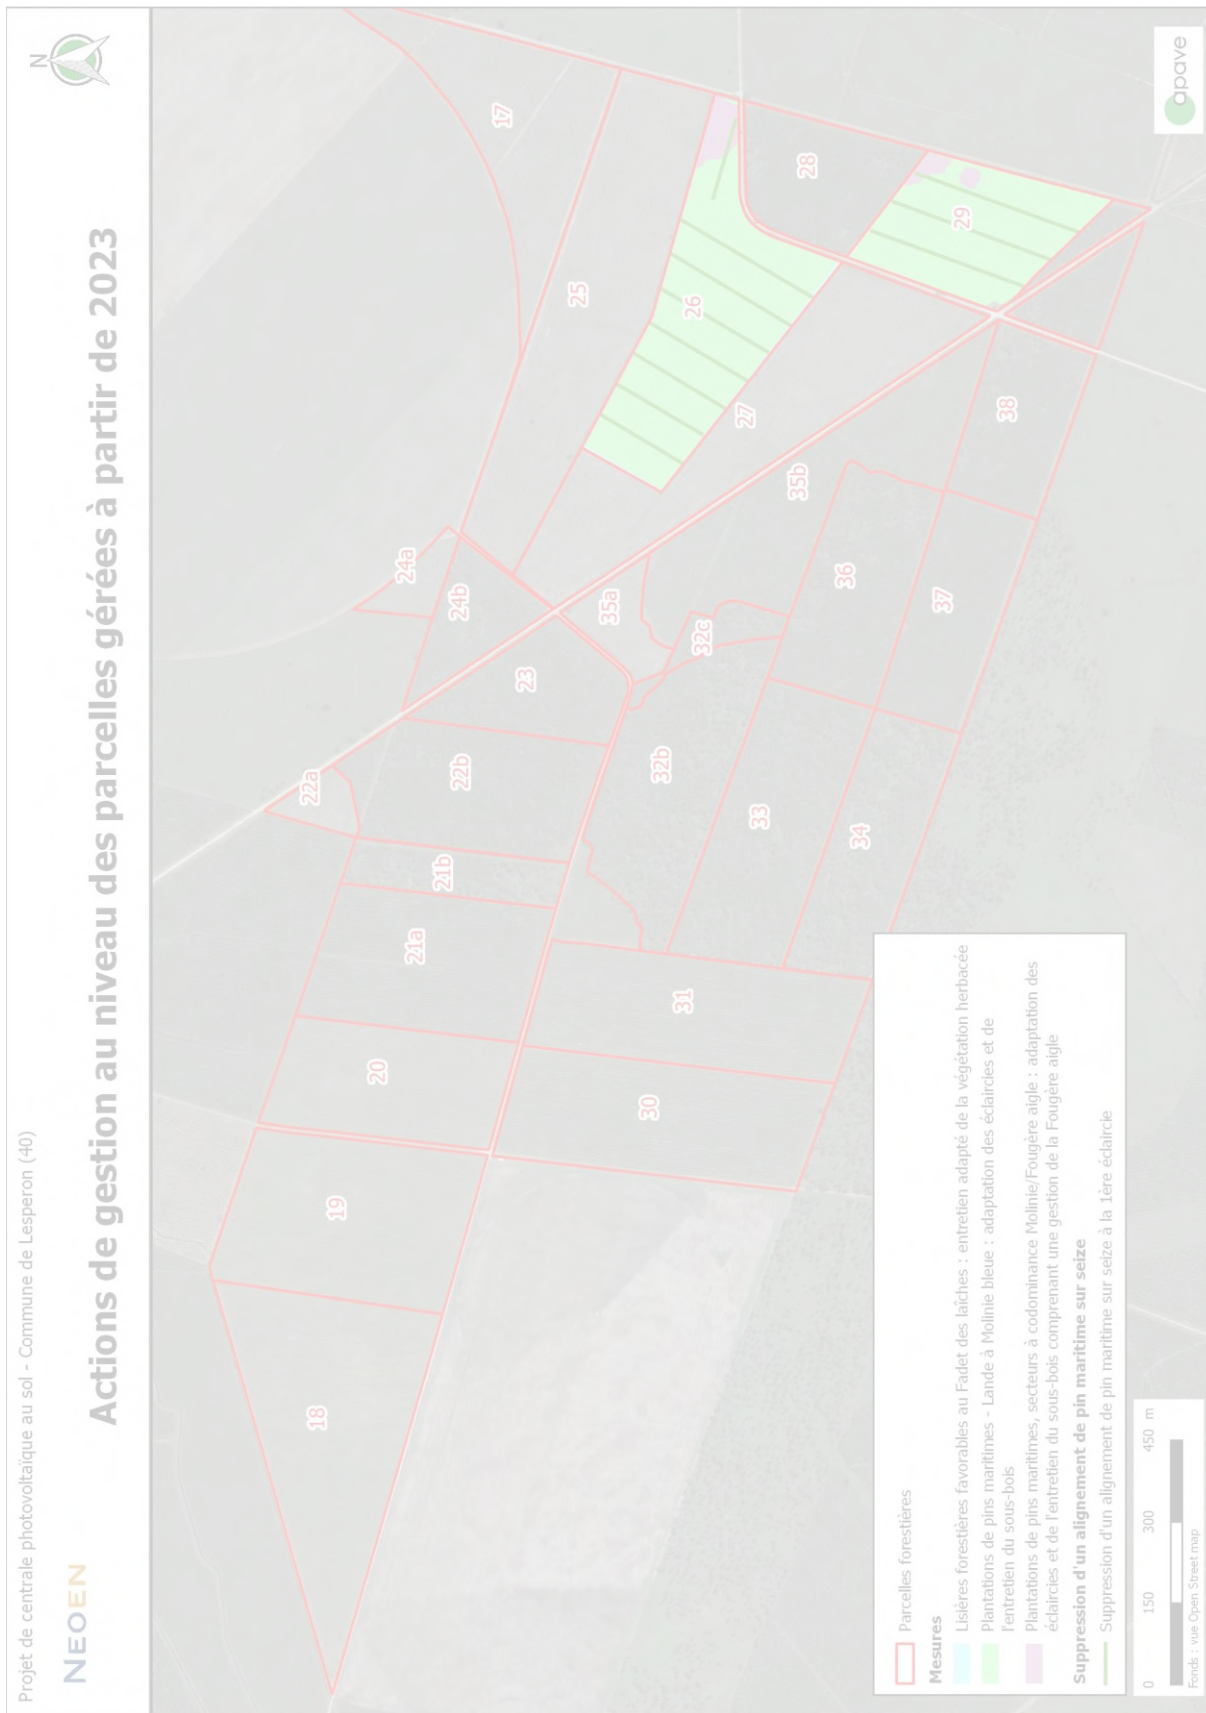 Projet de centrale photovoltaïque au sol - Commune de Lesperon (40)
NEOEN
Actions de gestion au niveau des parcelles gérées à partir de 2023
N
17
18
19
20
21a
21b
22a
22b
23
24a
24b
25
26
27
28
29
30
31
32b
32c
33
34
35a
35b
36
37
38
Parcelles forestières
Mesures
Lisières forestières favorables au Fadet des laîches : entretien adapté de la végétation herbacée
Plantations de pins maritimes - Lande à Molinie bleue : adaptation des éclaircies et de
l'entretien du sous-bois
Plantations de pins maritimes, secteurs à codominance Molinie/Fougère aigle : adaptation des
éclaircies et de l'entretien du sous-bois comprenant une gestion de la Fougère aigle
Suppression d'un alignement de pin maritime sur seize
Suppression d'un alignement de pin maritime sur seize à la 1ère éclaircie
0 150 300 450 m
Fonds : vue Open Street map
apave